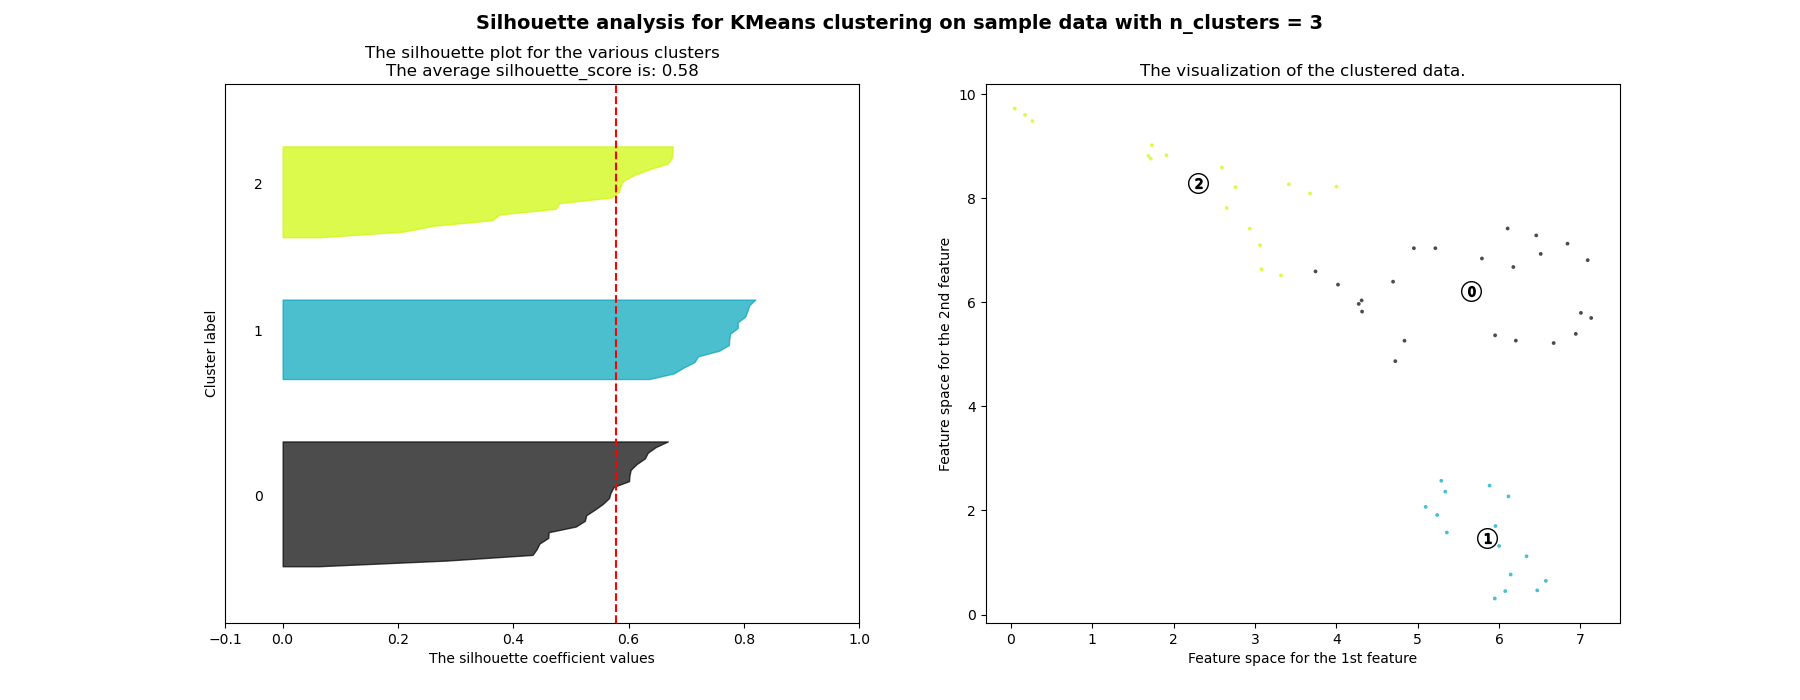 Silhouette analysis for KMeans clustering on sample data with n_clusters = 3
The silhouette plot for the various clusters
The average silhouette_score is: 0.58
Cluster label
2
1
0
−0.1 0.0 0.2 0.4 0.6 0.8 1.0
The silhouette coefficient values
The visualization of the clustered data.
Feature space for the 2nd feature
10
8
6
4
2
0
2
0
1
0 1 2 3 4 5 6 7
Feature space for the 1st feature